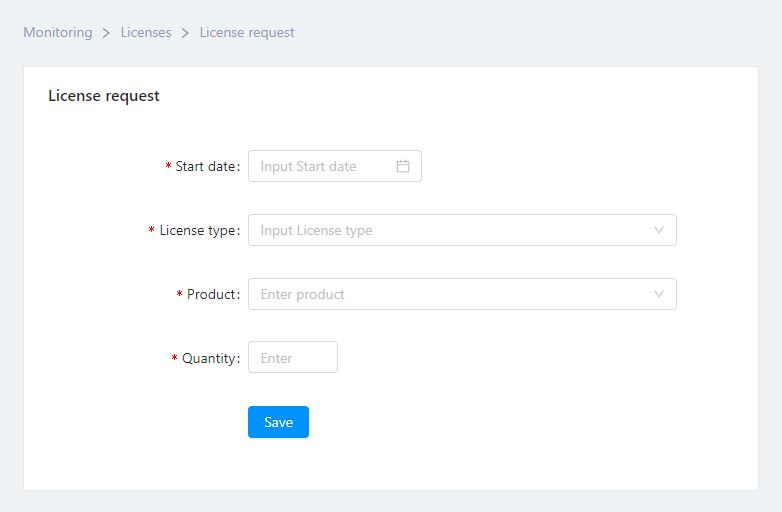 Monitoring > Licenses > License request
License request
* Start date: Input Start date
* License type: Input License type
* Product: Enter product
* Quantity: Enter
Save